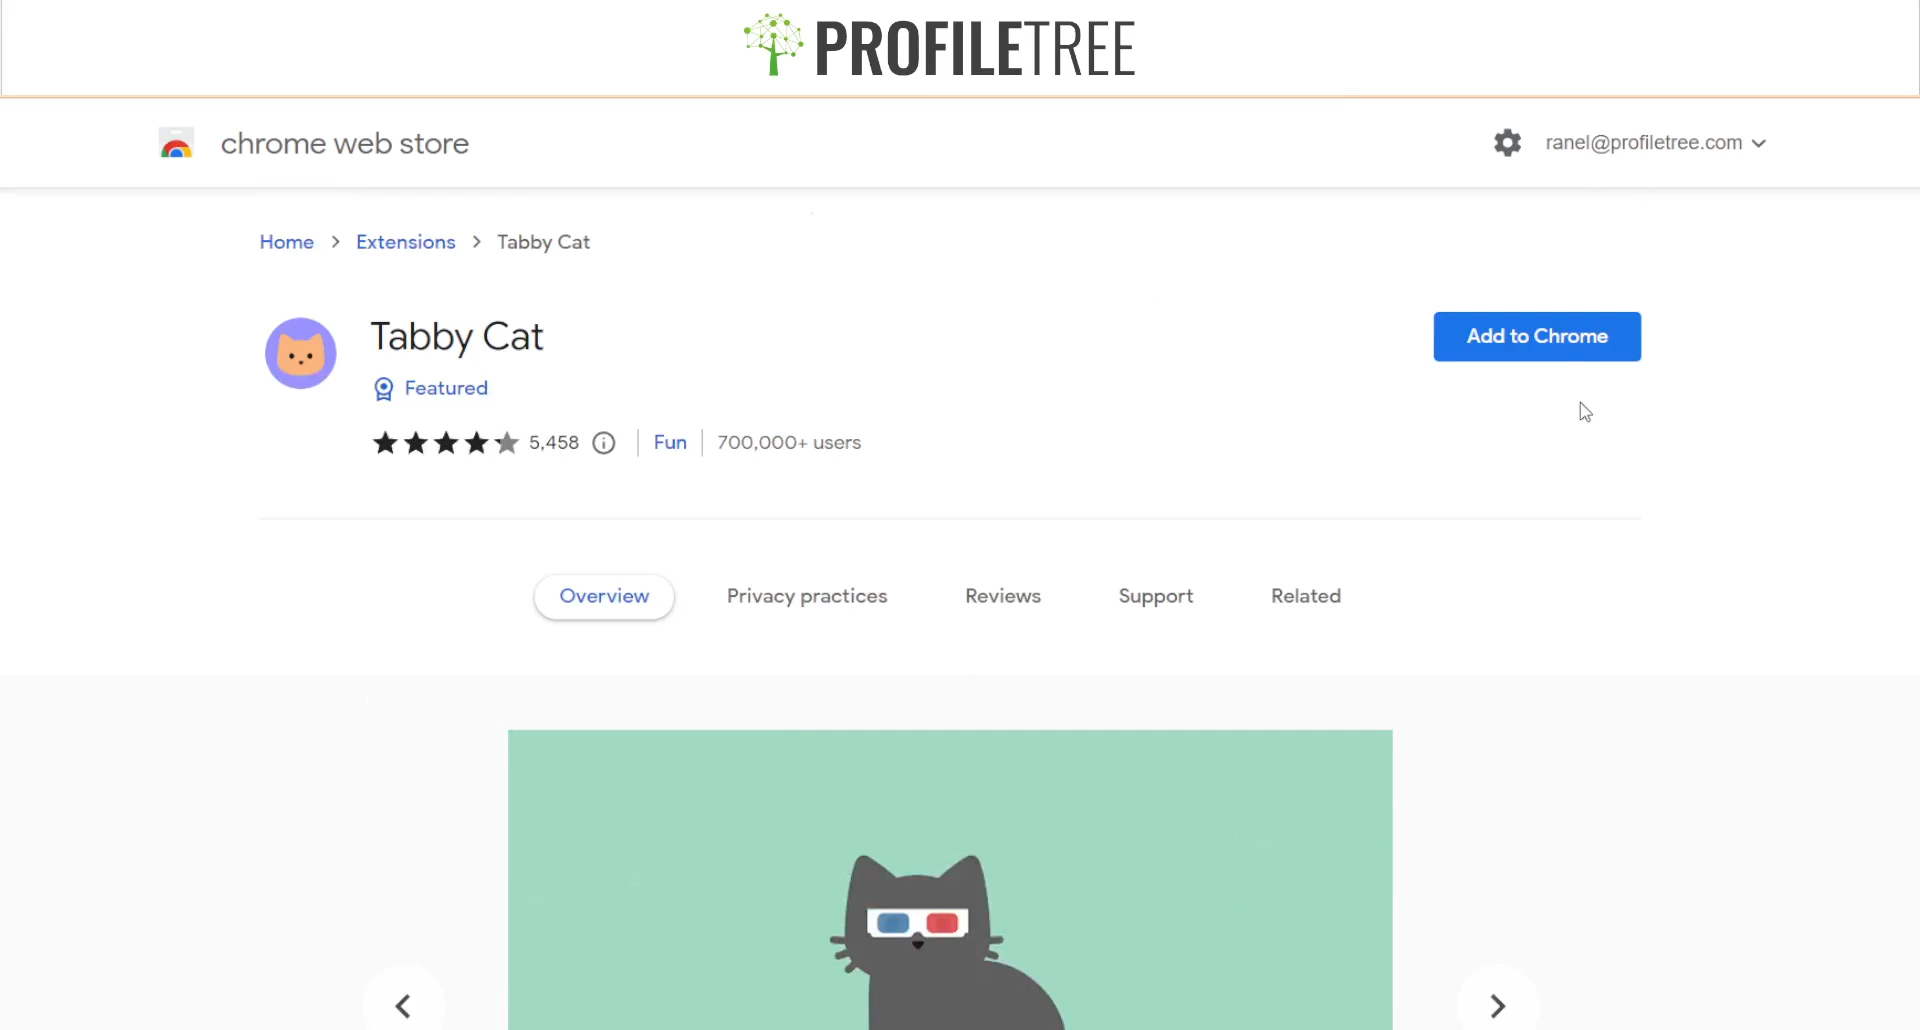 PROFILETREE
chrome web store
ranel@profiletree.com
Home > Extensions > Tabby Cat
Tabby Cat
Add to Chrome
Featured
5,458
Fun
700,000+ users
Overview
Privacy practices
Reviews
Support
Related